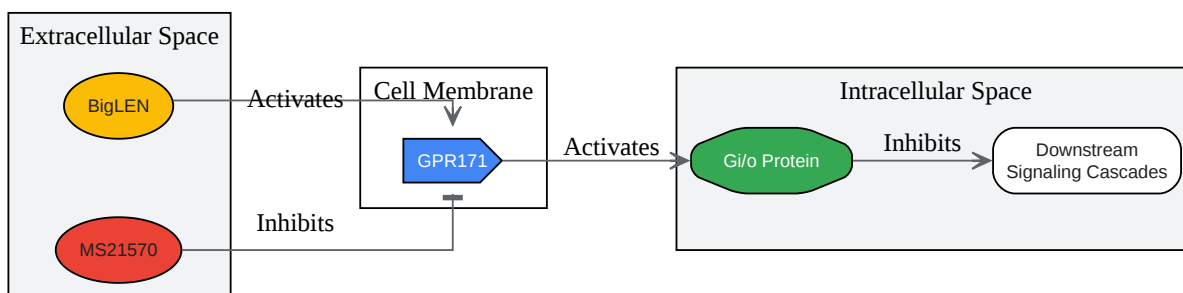 Extracellular Space
BigLEN
Activates
Cell Membrane
GPR171
Activates
Intracellular Space
Gi/o Protein
Inhibits
Downstream
Signaling Cascades
MS21570
Inhibits